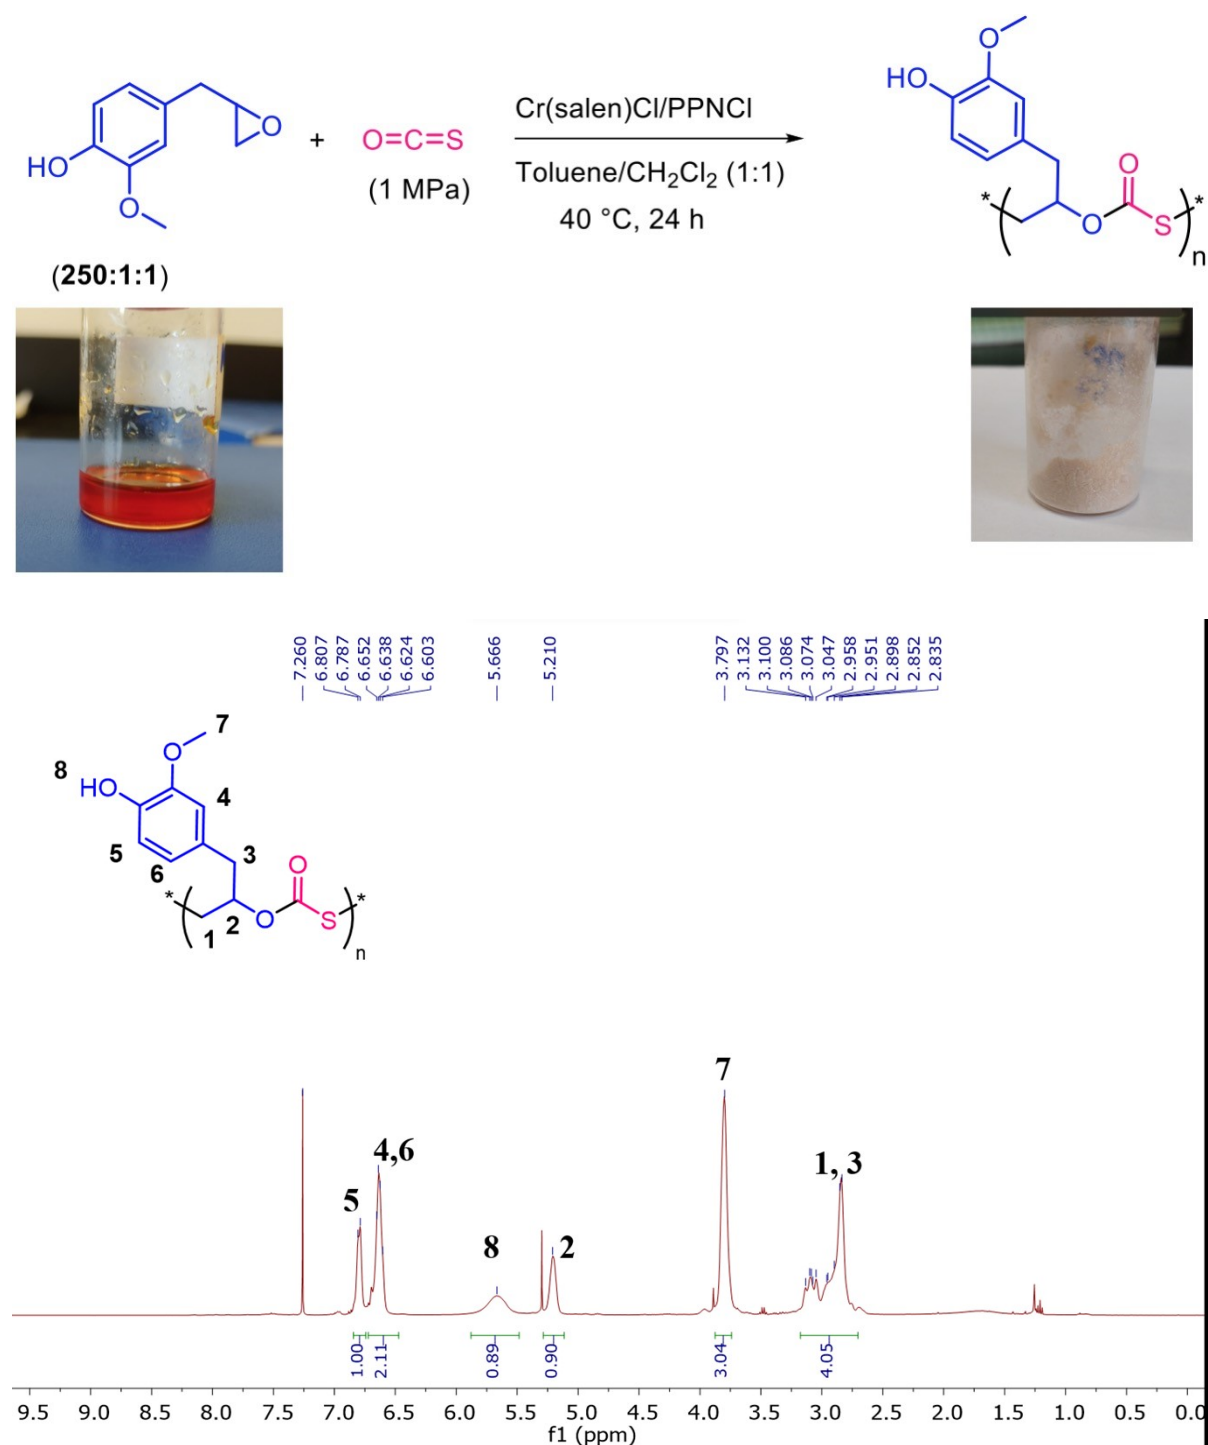 HO
O
O
+
O=C=S
(1 MPa)
Cr(salen)Cl/PPNCl
Toluene/CH2Cl2 (1:1)
40 °C, 24 h
O
HO
O
*
O
S
*
n
(250:1:1)
7.260
6.807
6.787
6.652
6.638
6.624
6.603
5.666
5.210
3.797
3.132
3.100
3.086
3.074
3.047
2.958
2.951
2.898
2.852
2.835
7
O
8
HO
4
5
6
3
O
*
*
1
2
O
S
n
7
4,6
1, 3
5
8
2
1.00
2.11
0.89
0.90
3.04
4.05
9.5 9.0 8.5 8.0 7.5 7.0 6.5 6.0 5.5 5.0 4.5 4.0 3.5 3.0 2.5 2.0 1.5 1.0 0.5 0.0
f1 (ppm)